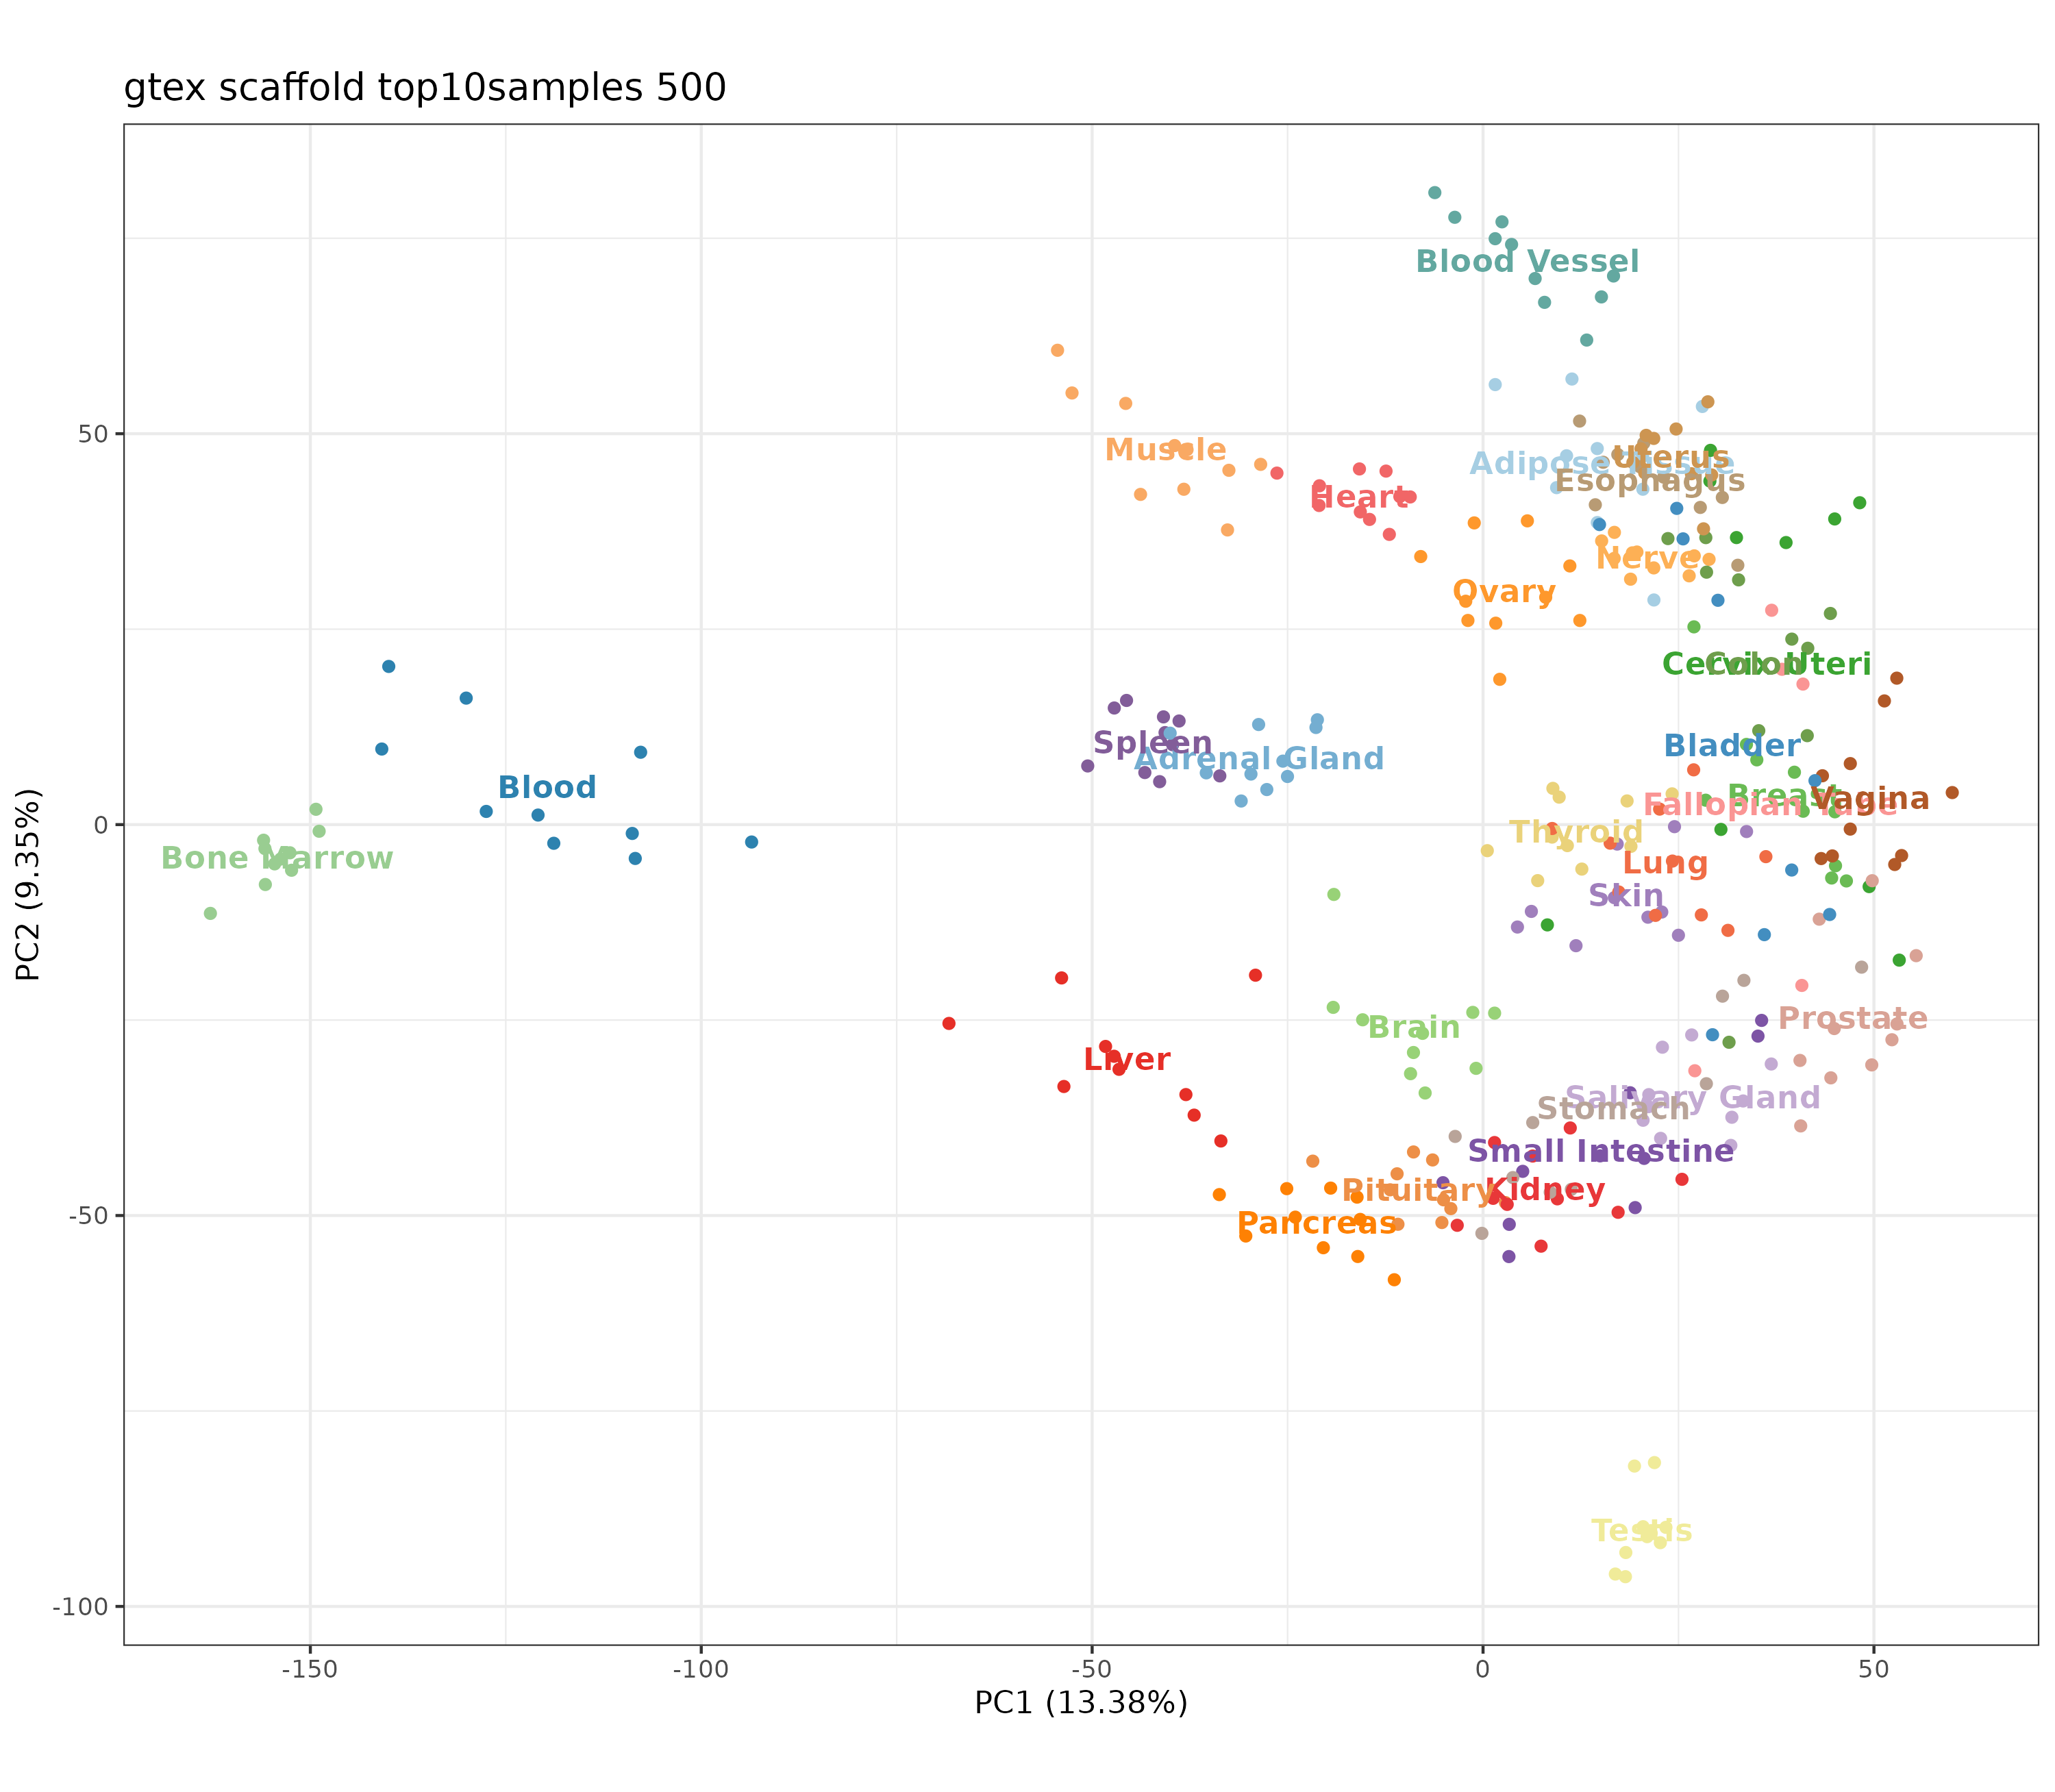 gtex scaffold top10samples 500
Blood Vessel
Muscle
Uterus
Adipose Tissue
Esophagus
Heart
Nerve
Ovary
Cervix Uteri
Colon
Spleen
Bladder
Adrenal Gland
Blood
Breast
Vagina
Fallopian Tube
Thyroid
Bone Marrow
Lung
Skin
Prostate
Brain
Liver
Salivary Gland
Stomach
Small Intestine
Pituitary
Kidney
Pancreas
Testis
50
0
-50
-100
PC2 (9.35%)
-150
-100
-50
0
50
PC1 (13.38%)